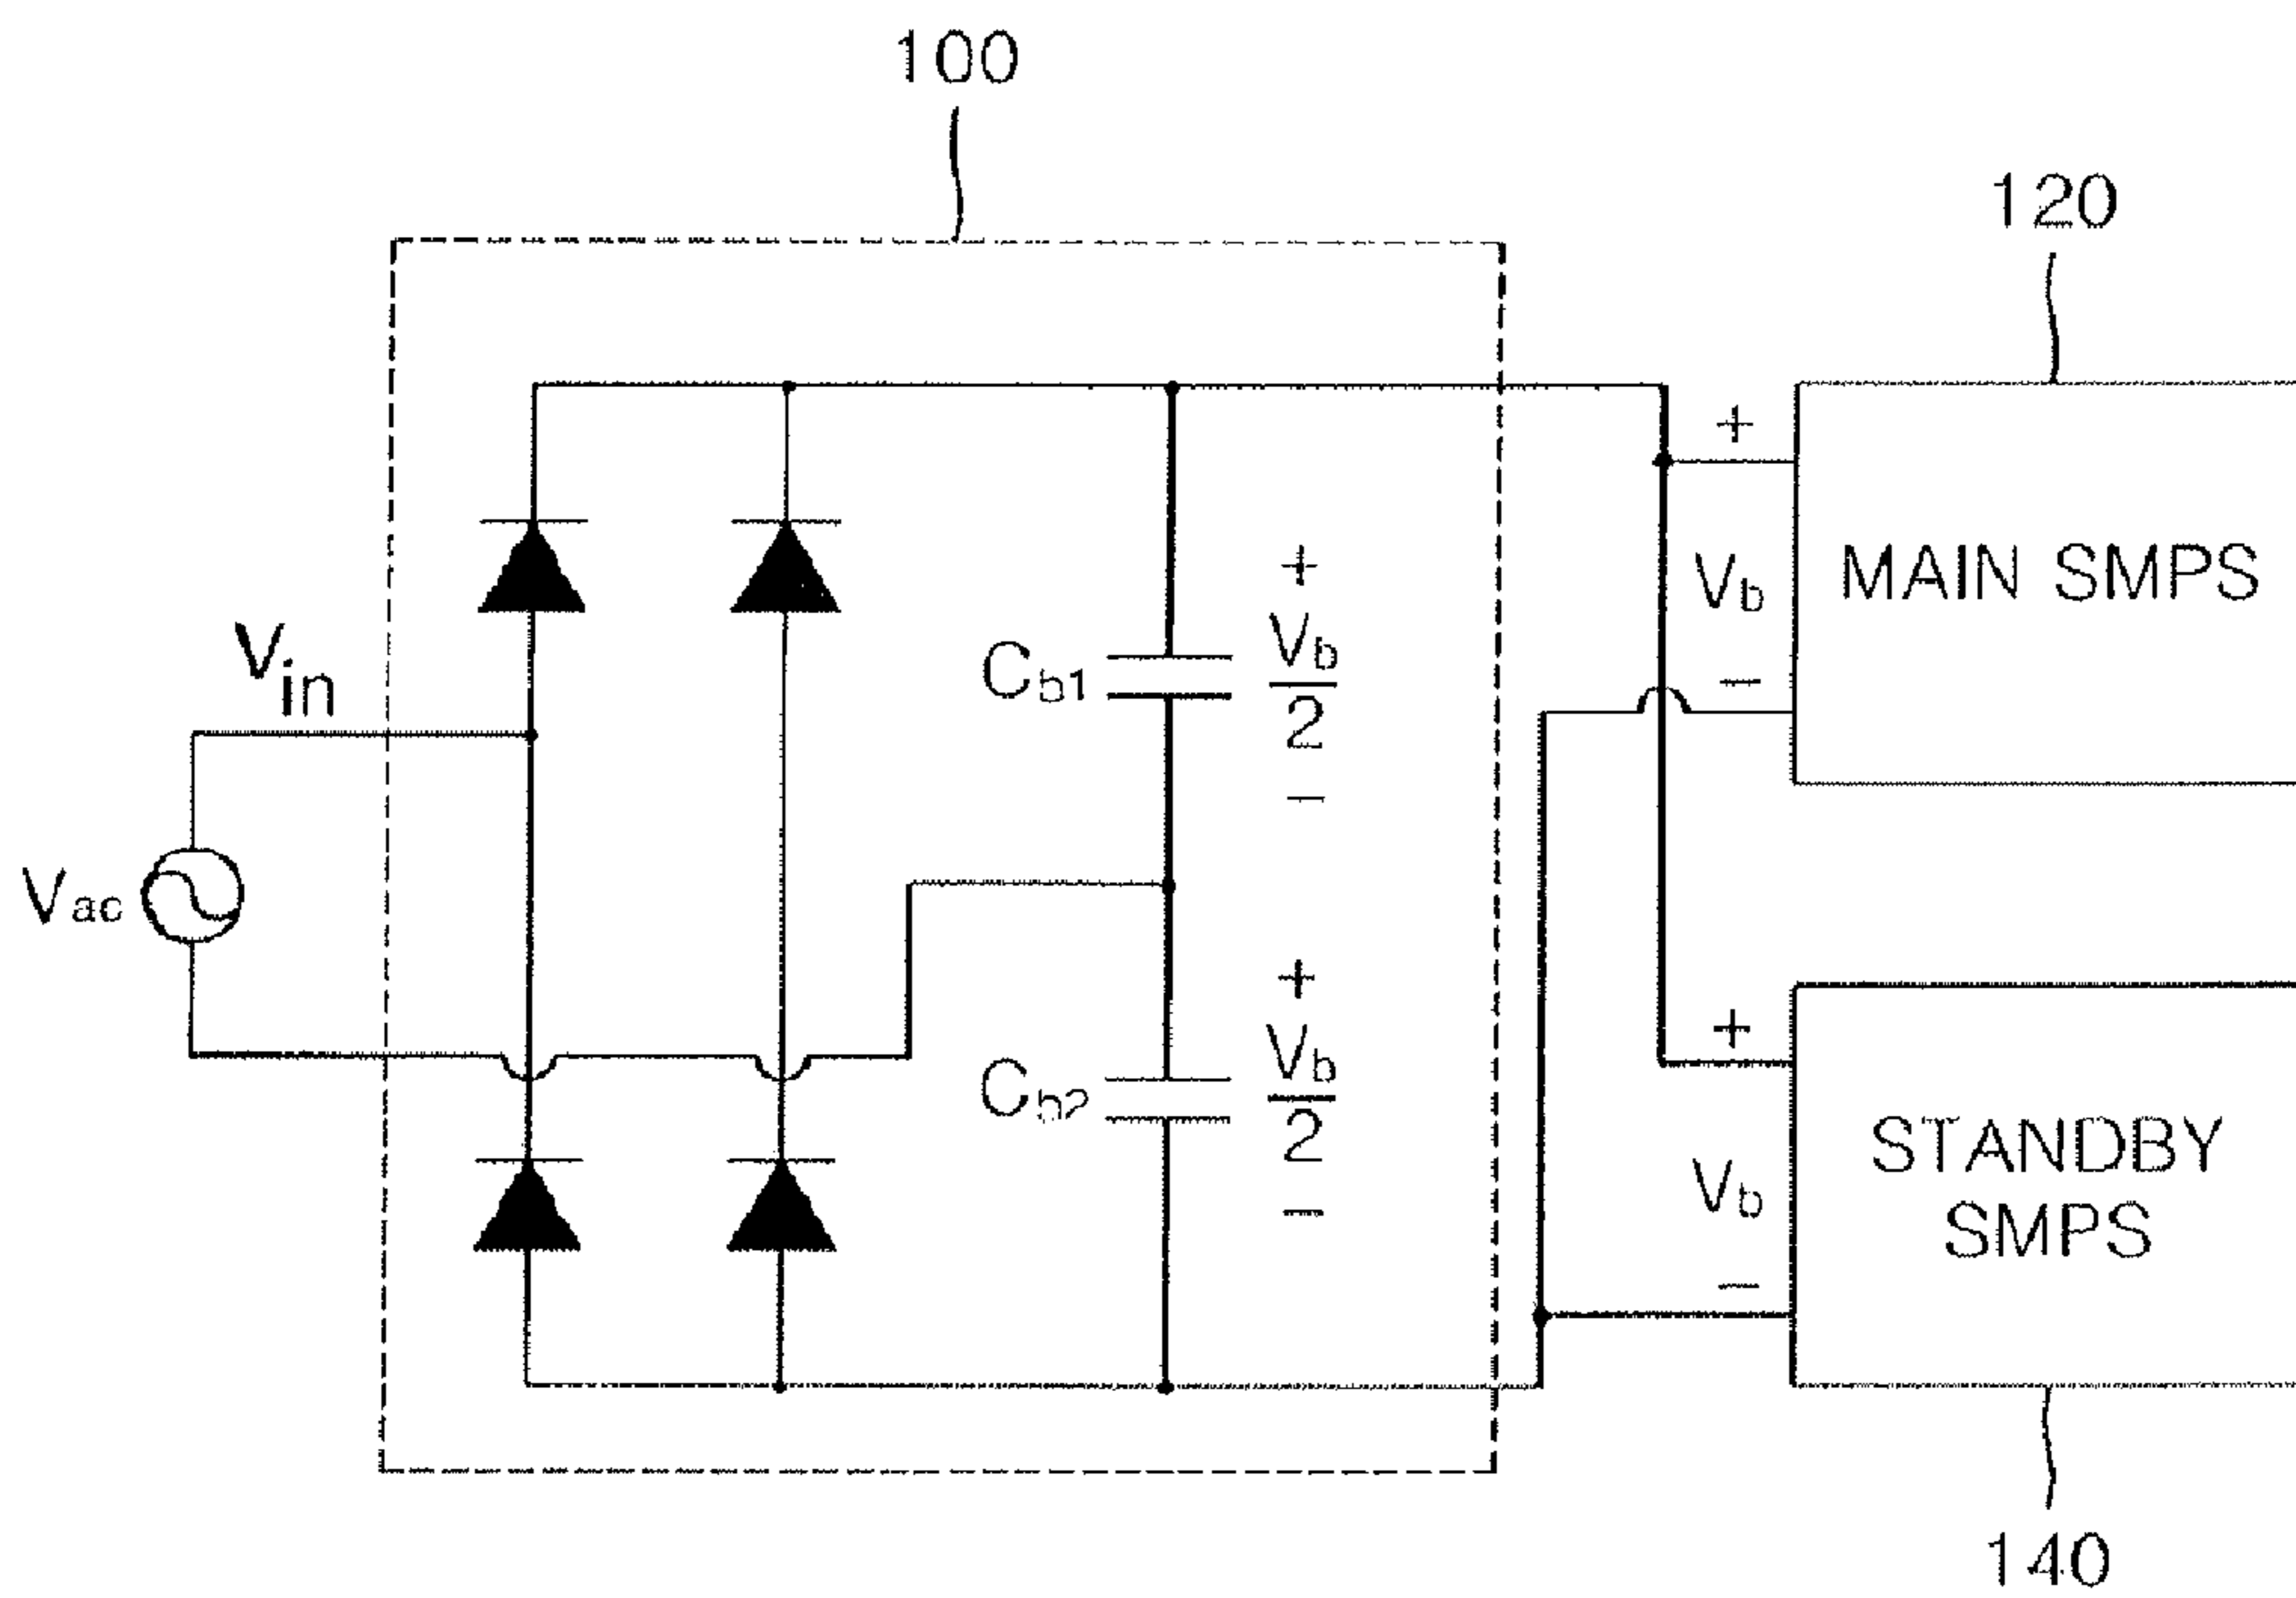 100
120
+
Vb
−
MAIN SMPS
Vin
Cb1
+
Vb
2
−
Vac
Cb2
+
Vb
2
−
+
Vb
−
STANDBY
SMPS
140